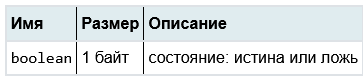 Имя Размер Описание
boolean 1 байт состояние: истина или ложь